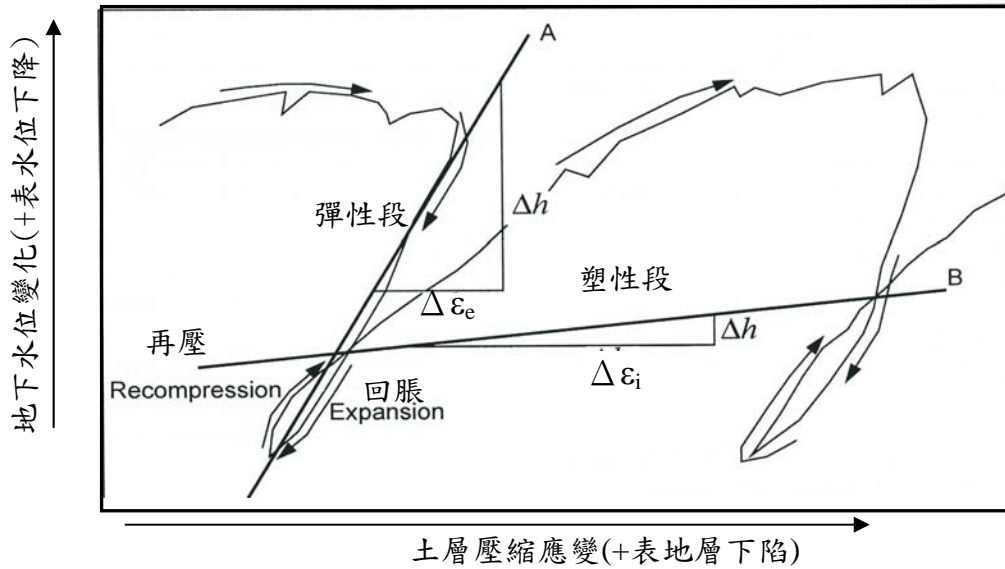 地下水位變化(+表水位下降)
A
彈性段
Δh
Δεe
塑性段
B
Δh
Δεi
再壓
Recompression
回脹
Expansion
土層壓縮應變(+表地層下陷)